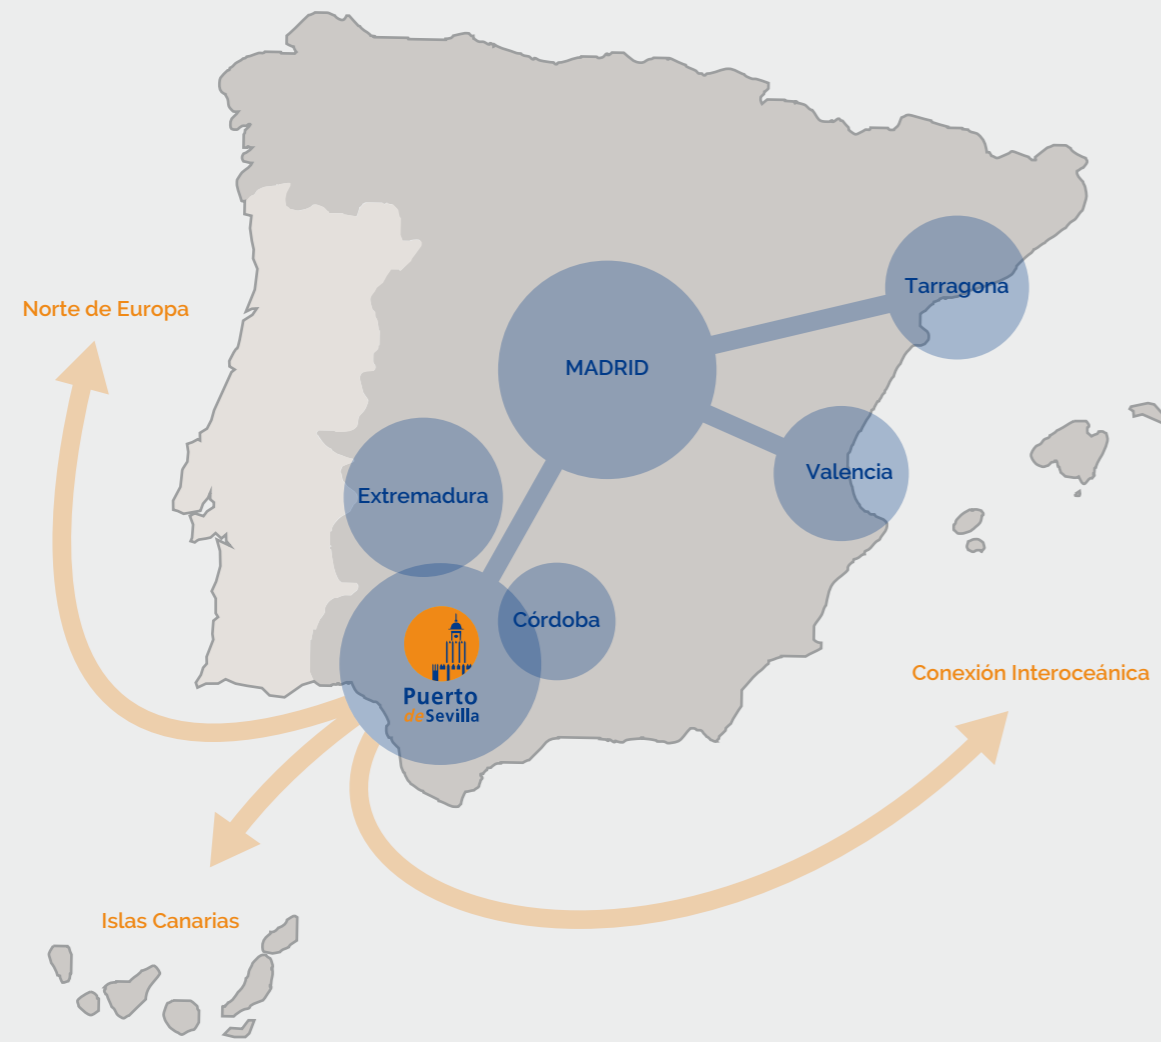 Tarragona
Norte de Europa
MADRID
Valencia
Extremadura
Córdoba
Conexión Interoceánica
Puerto
de Sevilla
Islas Canarias